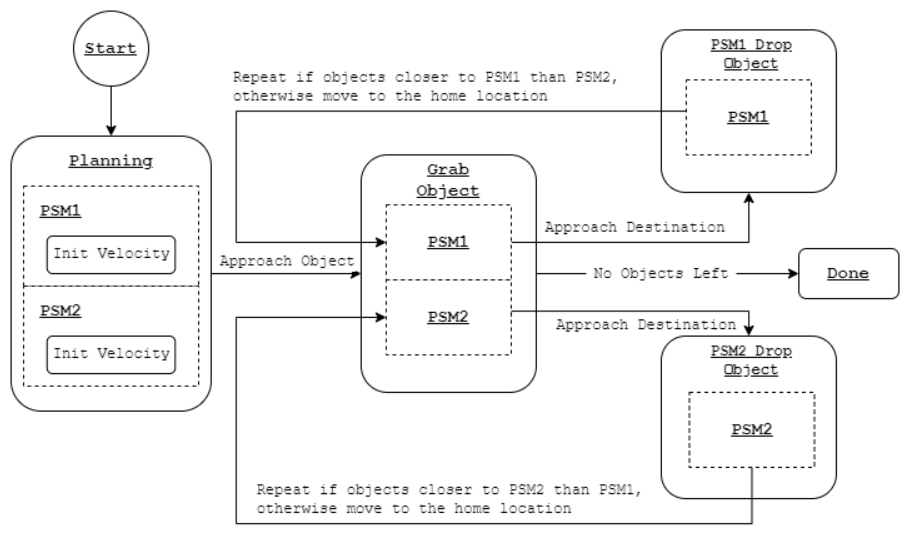 Start
PSM1 Drop
Object
PSM1
Repeat if objects closer to PSM1 than PSM2,
otherwise move to the home location
Planning
PSM1
Init Velocity
PSM2
Init Velocity
Approach Object
Grab
Object
PSM1
PSM2
Approach Destination
No Objects Left
Done
Approach Destination
PSM2 Drop
Object
PSM2
Repeat if objects closer to PSM2 than PSM1,
otherwise move to the home location